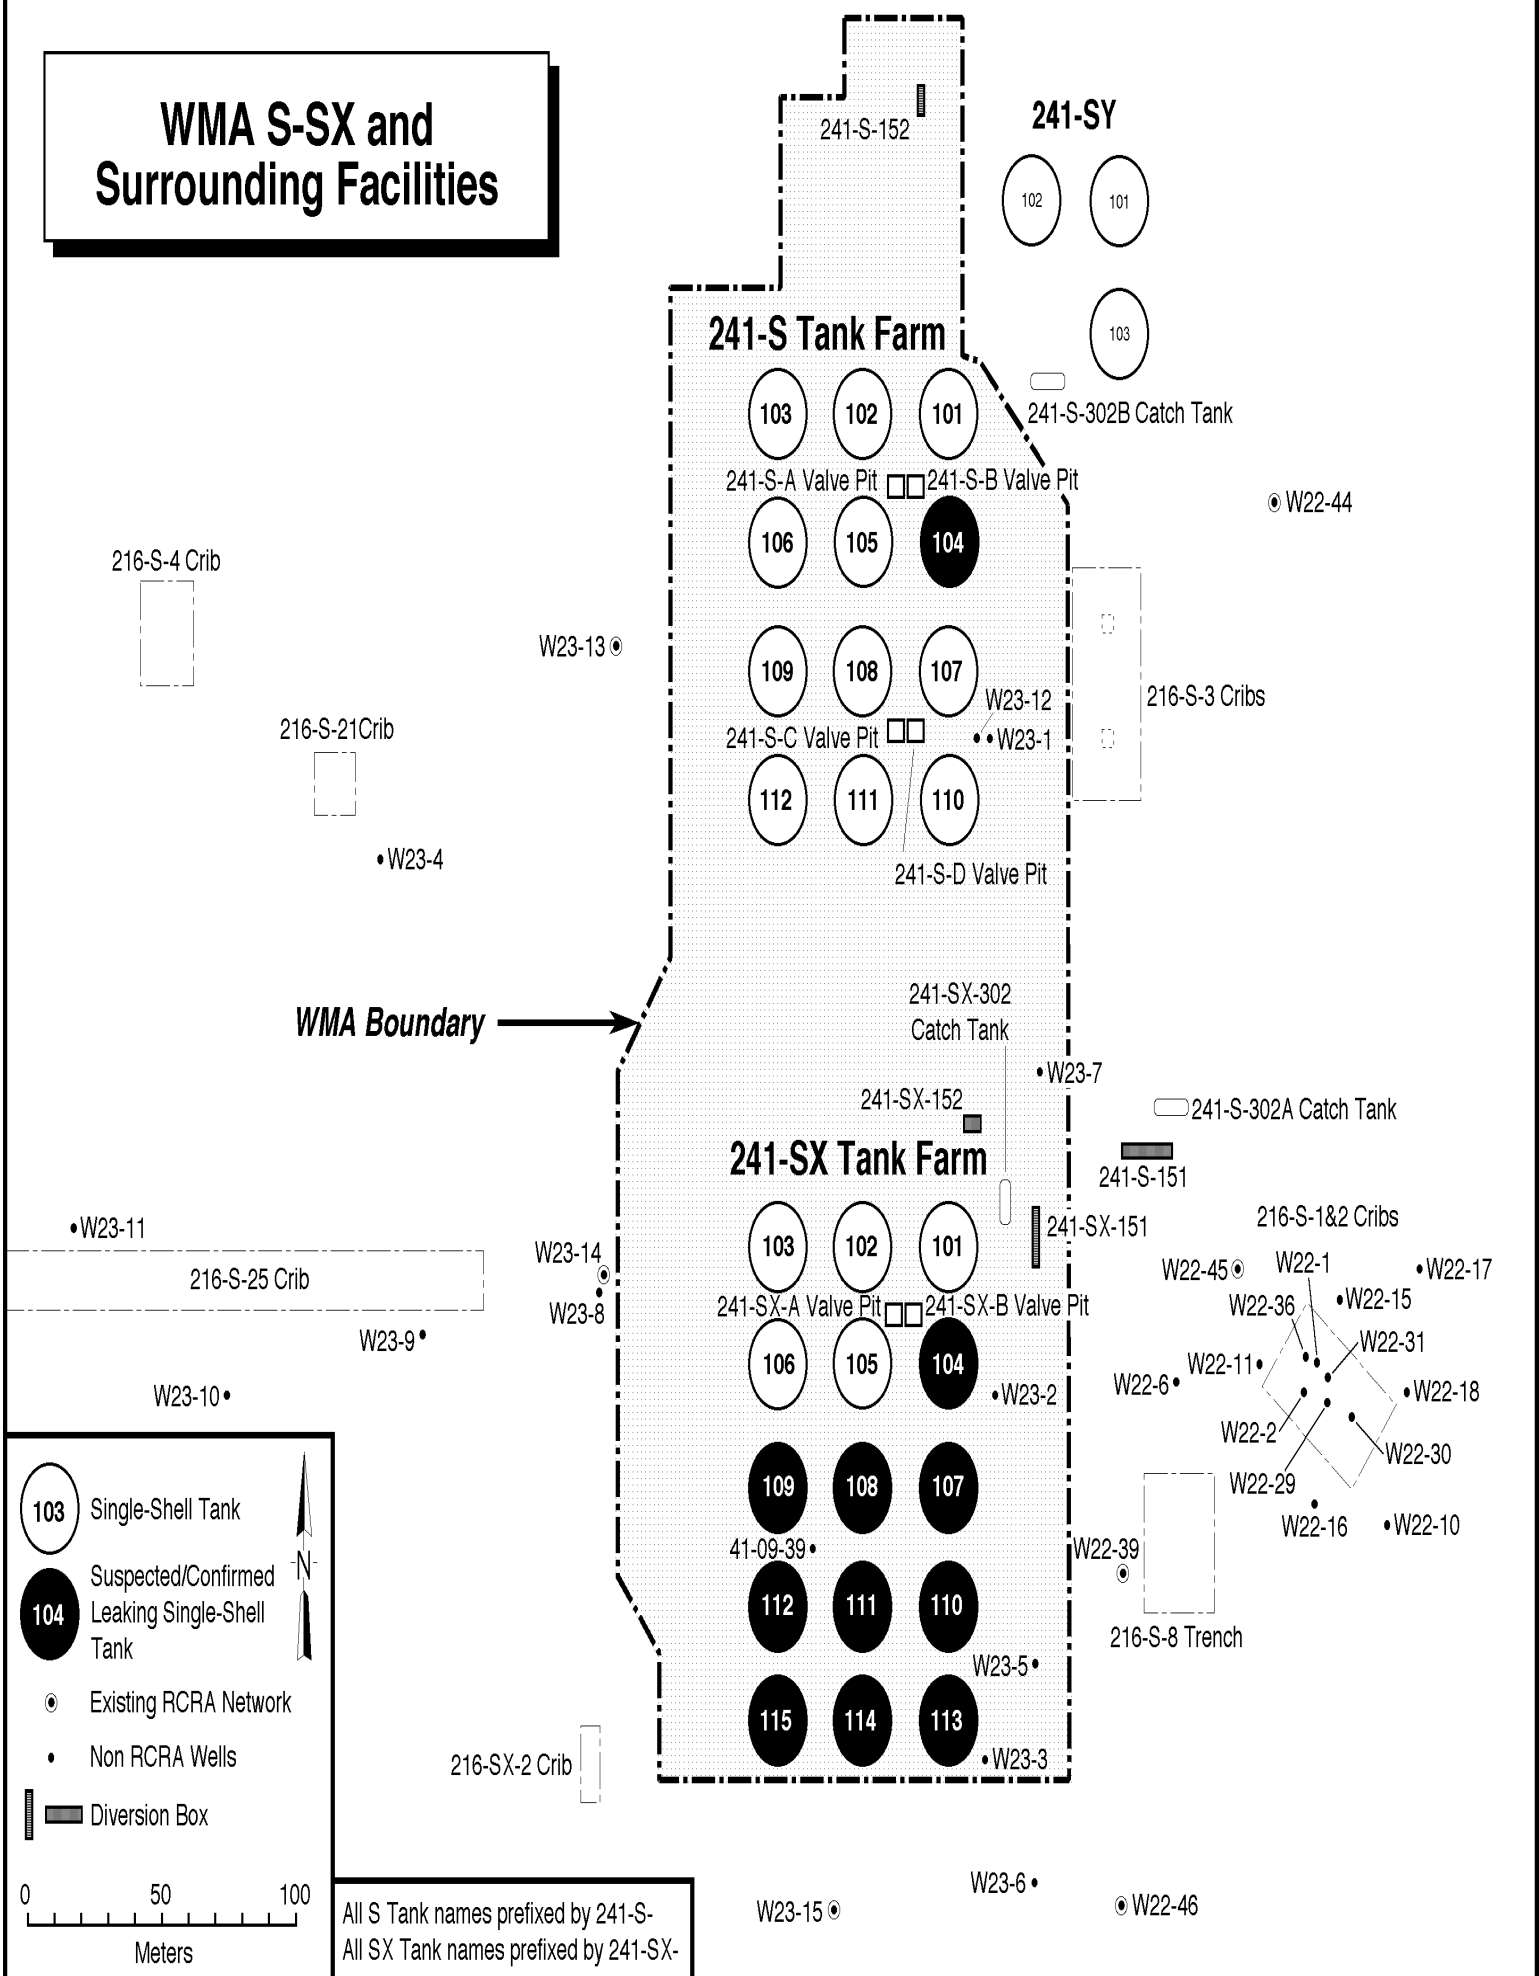 WMA S-SX and
Surrounding Facilities
241-S-152
241-SY
102
101
103
241-S Tank Farm
241-S-302B Catch Tank
103
102
101
241-S-A Valve Pit
241-S-B Valve Pit
W22-44
106
105
104
216-S-4 Crib
W23-13
109
108
107
W23-12
216-S-3 Cribs
216-S-21Crib
241-S-C Valve Pit
W23-1
112
111
110
W23-4
241-S-D Valve Pit
241-SX-302
Catch Tank
WMA Boundary
W23-7
241-SX-152
241-S-302A Catch Tank
241-SX Tank Farm
241-S-151
216-S-1&2 Cribs
W23-11
241-SX-151
103
102
101
W23-14
216-S-25 Crib
W22-45
W22-1
W22-17
W23-8
241-SX-A Valve Pit
241-SX-B Valve Pit
W22-36
W22-15
W23-9
W22-31
106
105
104
W22-11
W22-6
W23-10
W23-2
W22-18
W22-2
W22-30
109
108
107
W22-29
W22-16
W22-10
41-09-39
W22-39
112
111
110
216-S-8 Trench
W23-5
115
114
113
216-SX-2 Crib
W23-3
W23-6
W23-15
W22-46
103
Single-Shell Tank
N
104
Suspected/Confirmed
Leaking Single-Shell
Tank
Existing RCRA Network
Non RCRA Wells
Diversion Box
0 50 100
Meters
All S Tank names prefixed by 241-S-
All SX Tank names prefixed by 241-SX-